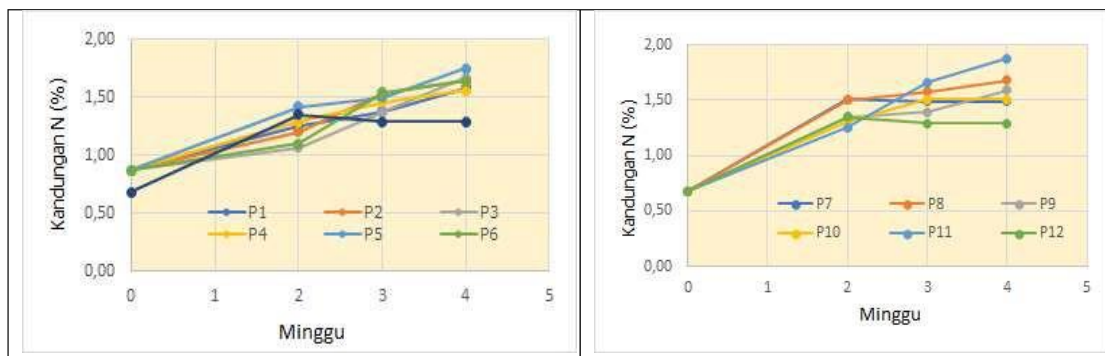 Kandungan N (%)
2,00
1,50
1,00
0,50
0,00
P1 P2 P3
P4 P5 P6
0 1 2 3 4 5
Minggu
Kandungan N (%)
2,00
1,50
1,00
0,50
0,00
P7 P8 P9
P10 P11 P12
0 1 2 3 4 5
Minggu